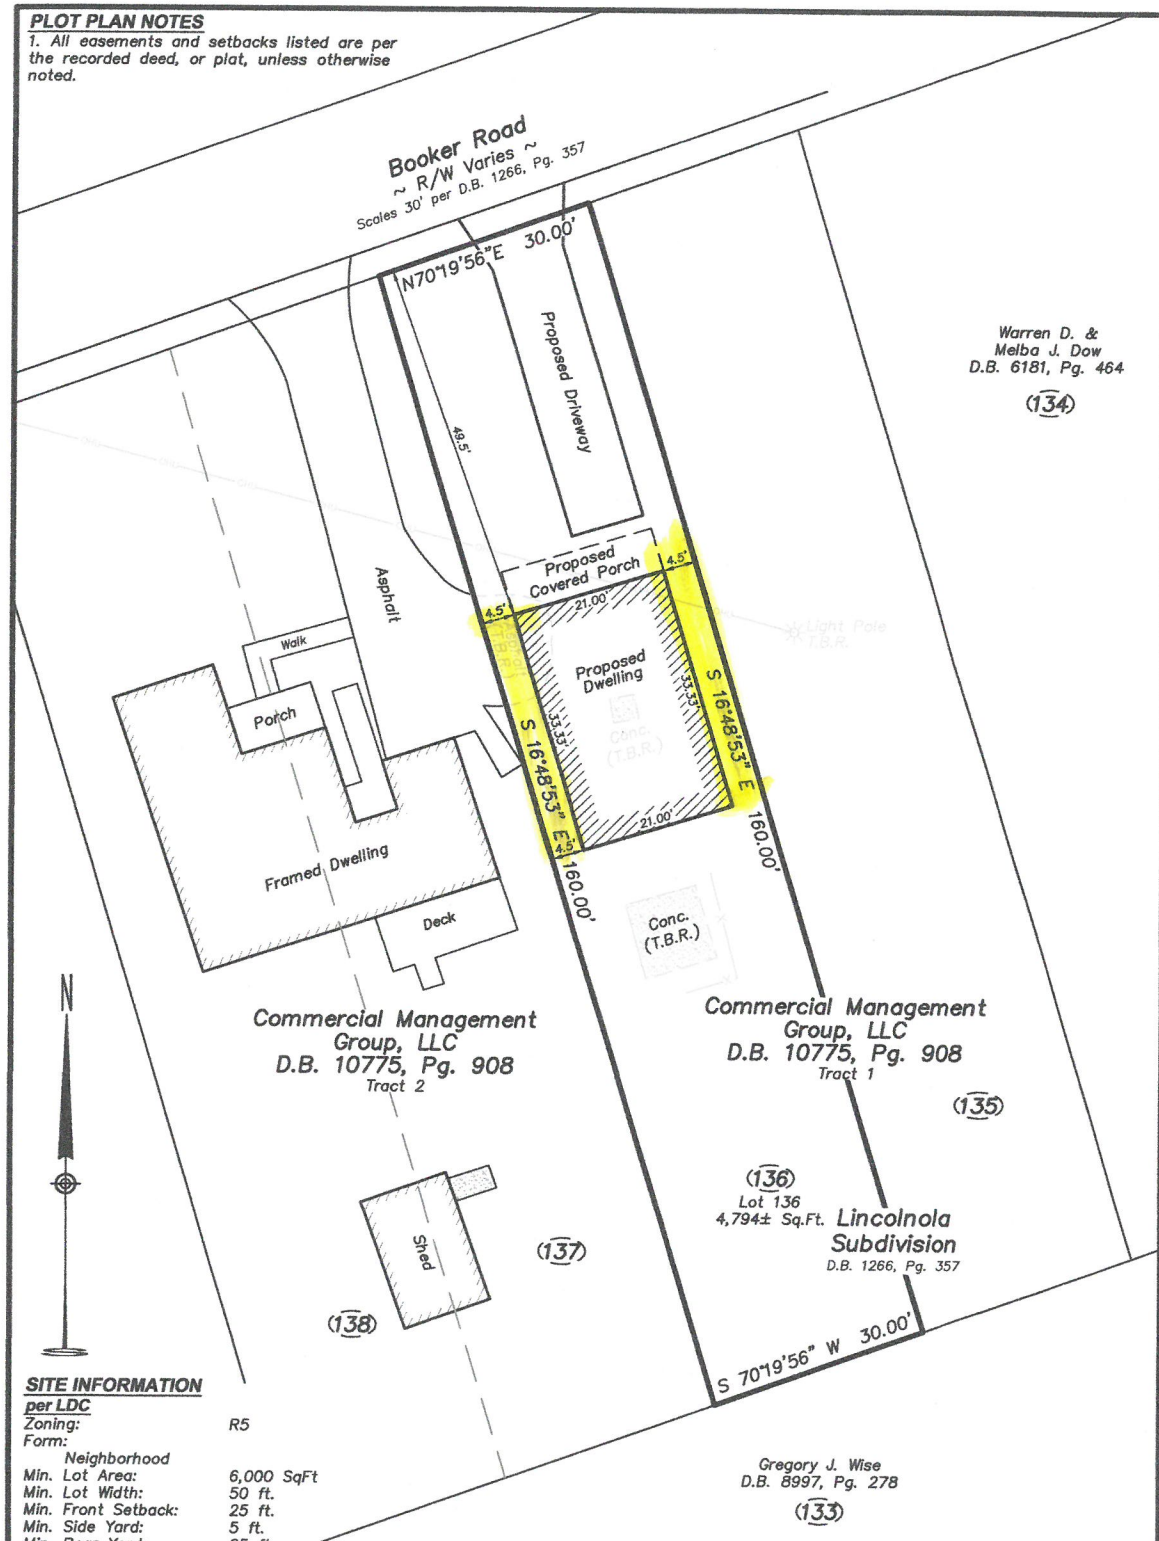 PLOT PLAN NOTES
1. All easements and setbacks listed are per
the recorded deed, or plat, unless otherwise
noted.
Booker Road
~ R/W Varies ~
Scales 30' per D.B. 1266, Pg. 357
N70°19'56"E 30.00'
Proposed Driveway
49.5'
Warren D. &
Melba J. Dow
D.B. 6181, Pg. 464
(134)
Asphalt
Proposed
Covered Porch
4.5'
4.5'
21.00'
Asphalt
(T.B.R.)
Light Pole
T.B.R.
Walk
Porch
Proposed
Dwelling
33.33'
33.33'
Conc.
(T.B.R.)
S 16°48'53" E 160.00'
S 16°48'53" E 160.00'
21.00'
4.5'
Framed Dwelling
Deck
Conc.
(T.B.R.)
N
Commercial Management
Group, LLC
D.B. 10775, Pg. 908
Tract 2
Commercial Management
Group, LLC
D.B. 10775, Pg. 908
Tract 1
(135)
(136)
Lot 136
4,794± Sq.Ft.
Lincolnola
Subdivision
D.B. 1266, Pg. 357
Shed
(137)
(138)
S 70°19'56" W 30.00'
Gregory J. Wise
D.B. 8997, Pg. 278
(133)
SITE INFORMATION
per LDC
Zoning: R5
Form:
Neighborhood
Min. Lot Area: 6,000 SqFt
Min. Lot Width: 50 ft.
Min. Front Setback: 25 ft.
Min. Side Yard: 5 ft.